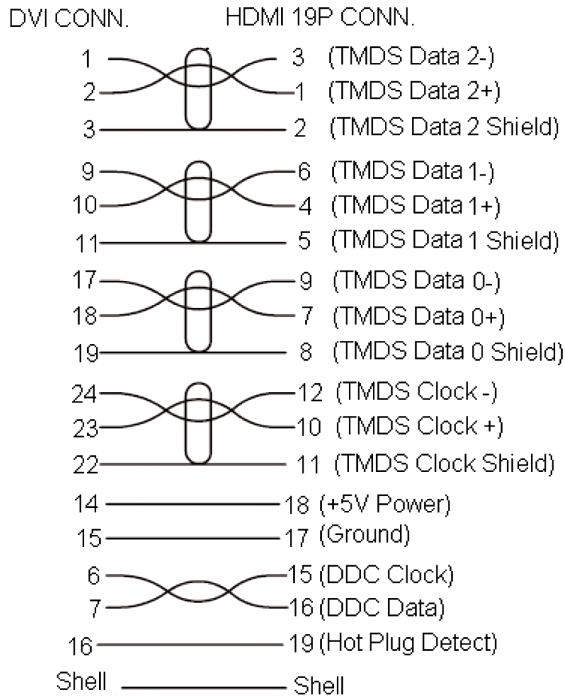 DVI CONN. HDMI 19P CONN.
1 3 (TMDS Data 2-)
2 1 (TMDS Data 2+)
3 2 (TMDS Data 2 Shield)
9 6 (TMDS Data 1-)
10 4 (TMDS Data 1+)
11 5 (TMDS Data 1 Shield)
17 9 (TMDS Data 0-)
18 7 (TMDS Data 0+)
19 8 (TMDS Data 0 Shield)
24 12 (TMDS Clock -)
23 10 (TMDS Clock +)
22 11 (TMDS Clock Shield)
14 18 (+5V Power)
15 17 (Ground)
6 15 (DDC Clock)
7 16 (DDC Data)
16 19 (Hot Plug Detect)
Shell Shell